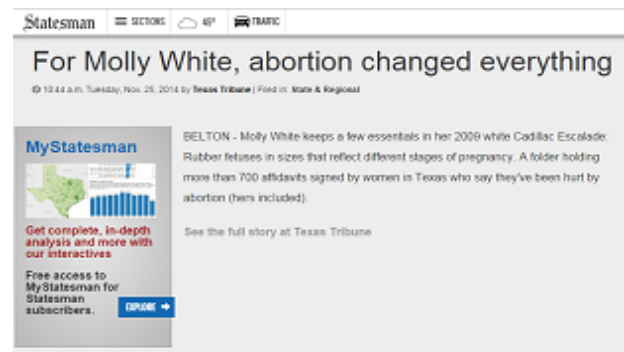 Statesman SECTIONS 45° TRAFFIC
For Molly White, abortion changed everything
10:44 a.m. Tuesday, Nov. 25, 2014 by Texas Tribune | Filed in: State & Regional
MyStatesman
Get complete, in-depth
analysis and more with
our interactives
Free access to
MyStatesman for
Statesman
subscribers.
EXPLORE
BELTON - Molly White keeps a few essentials in her 2009 white Cadillac Escalade:
Rubber fetuses in sizes that reflect different stages of pregnancy. A folder holding
more than 700 affidavits signed by women in Texas who say they've been hurt by
abortion (hers included).
See the full story at Texas Tribune